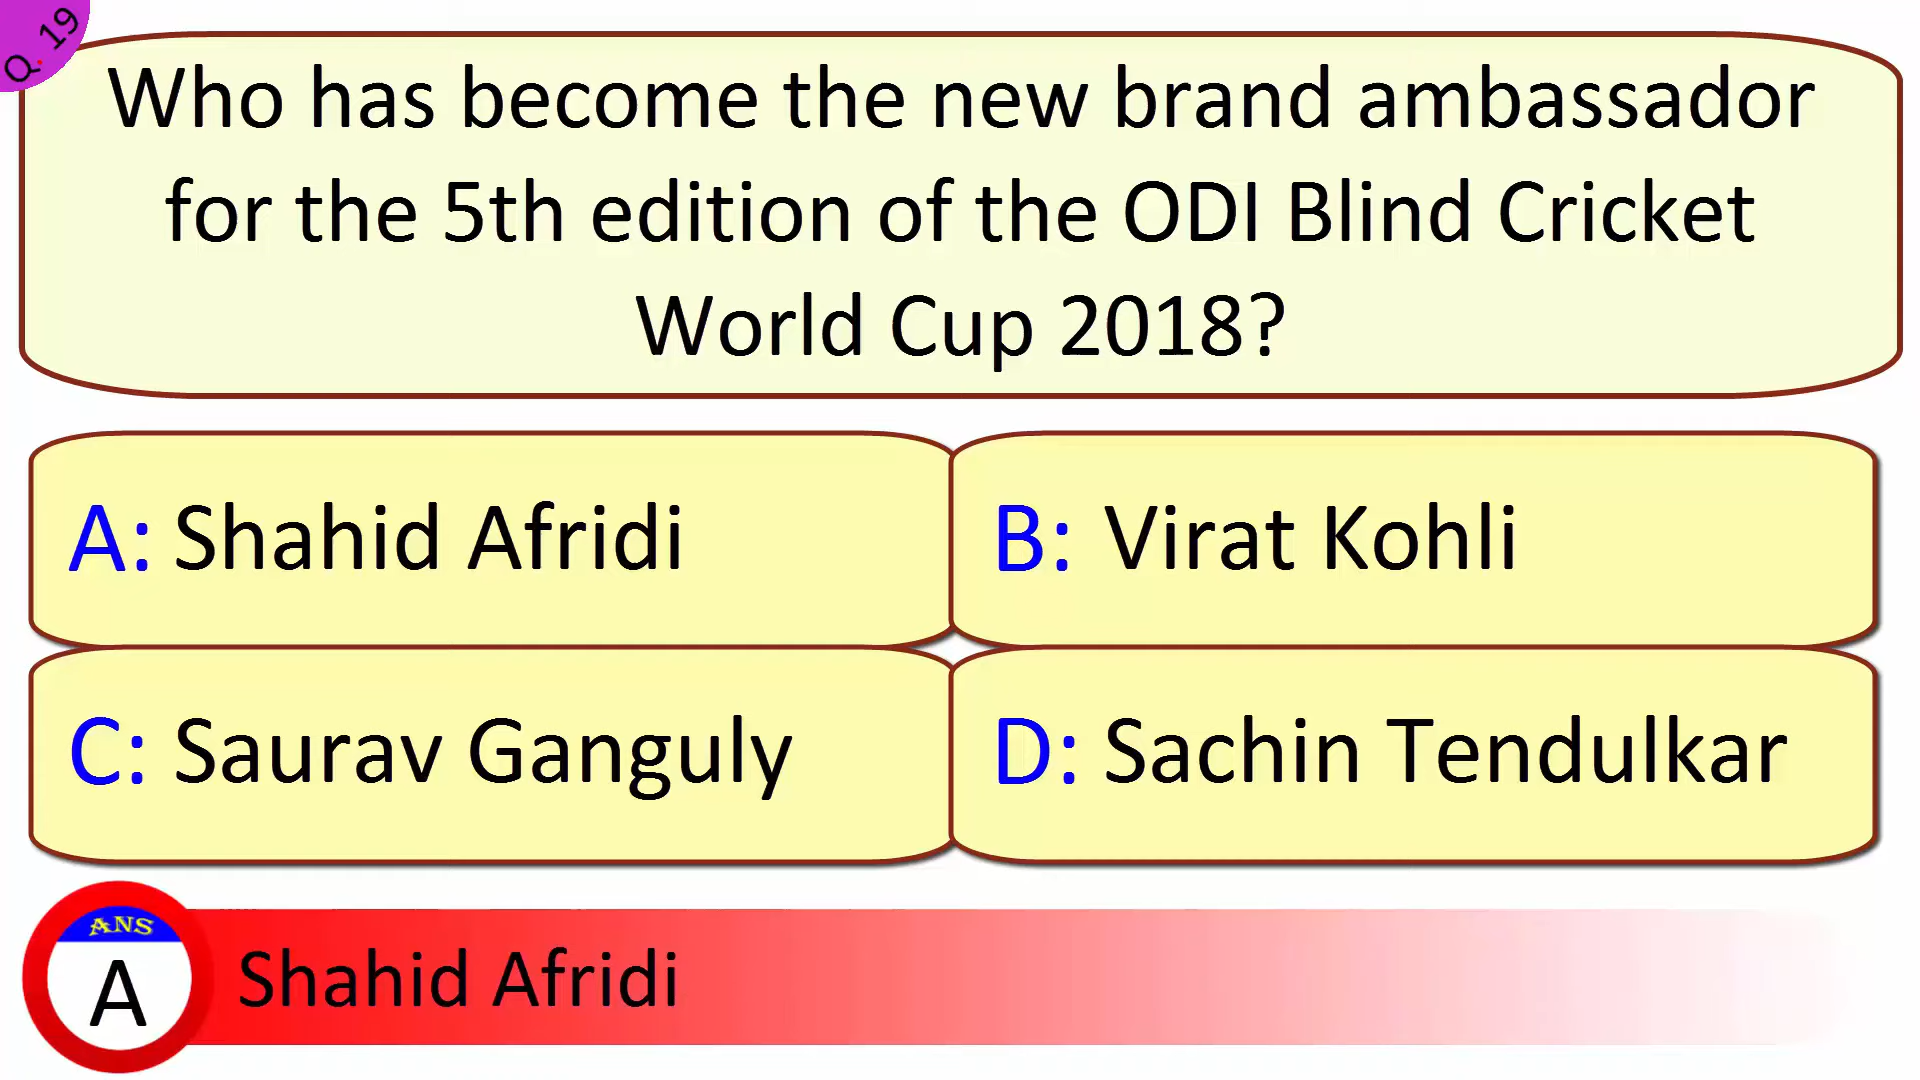 Q. 19
Who has become the new brand ambassador
for the 5th edition of the ODI Blind Cricket
World Cup 2018?
A: Shahid Afridi
B: Virat Kohli
C: Saurav Ganguly
D: Sachin Tendulkar
ANS
A
Shahid Afridi